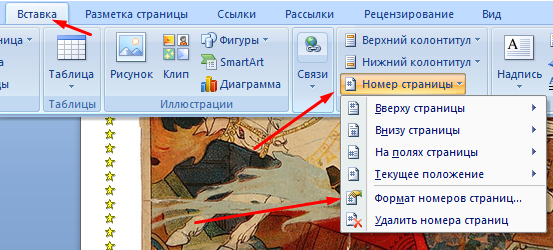 Вставка Разметка страницы Ссылки Рассылки Рецензирование Вид
Таблица
Таблицы
Рисунок
Клип
Фигуры
SmartArt
Диаграмма
Иллюстрации
Связи
Верхний колонтитул
Нижний колонтитул
Номер страницы
A
Надпись
Вверху страницы
Внизу страницы
На полях страницы
Текущее положение
Формат номеров страниц...
Удалить номера страниц